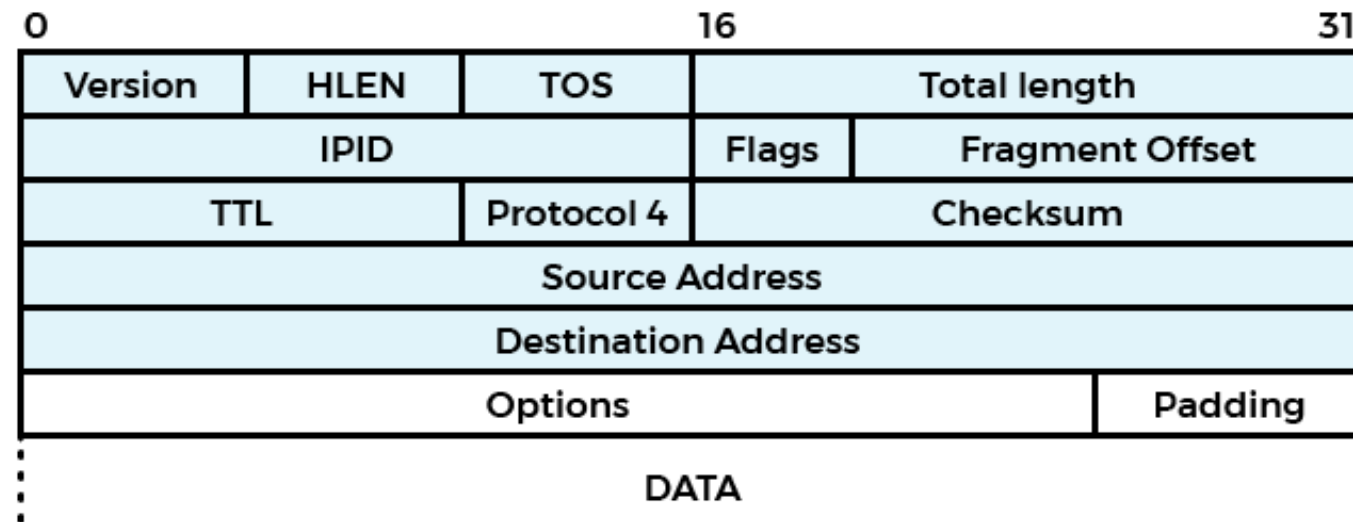 0 16 31
Version HLEN TOS Total length
IPID Flags Fragment Offset
TTL Protocol 4 Checksum
Source Address
Destination Address
Options Padding
DATA